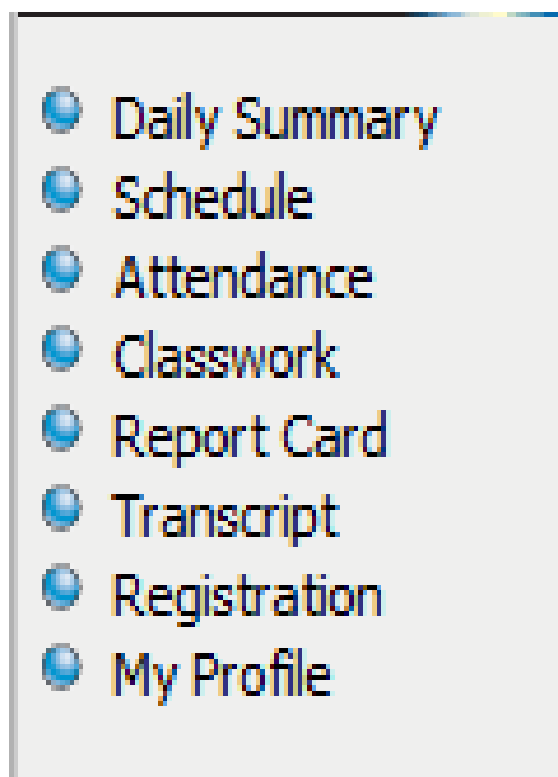 Daily Summary
Schedule
Attendance
Classwork
Report Card
Transcript
Registration
My Profile